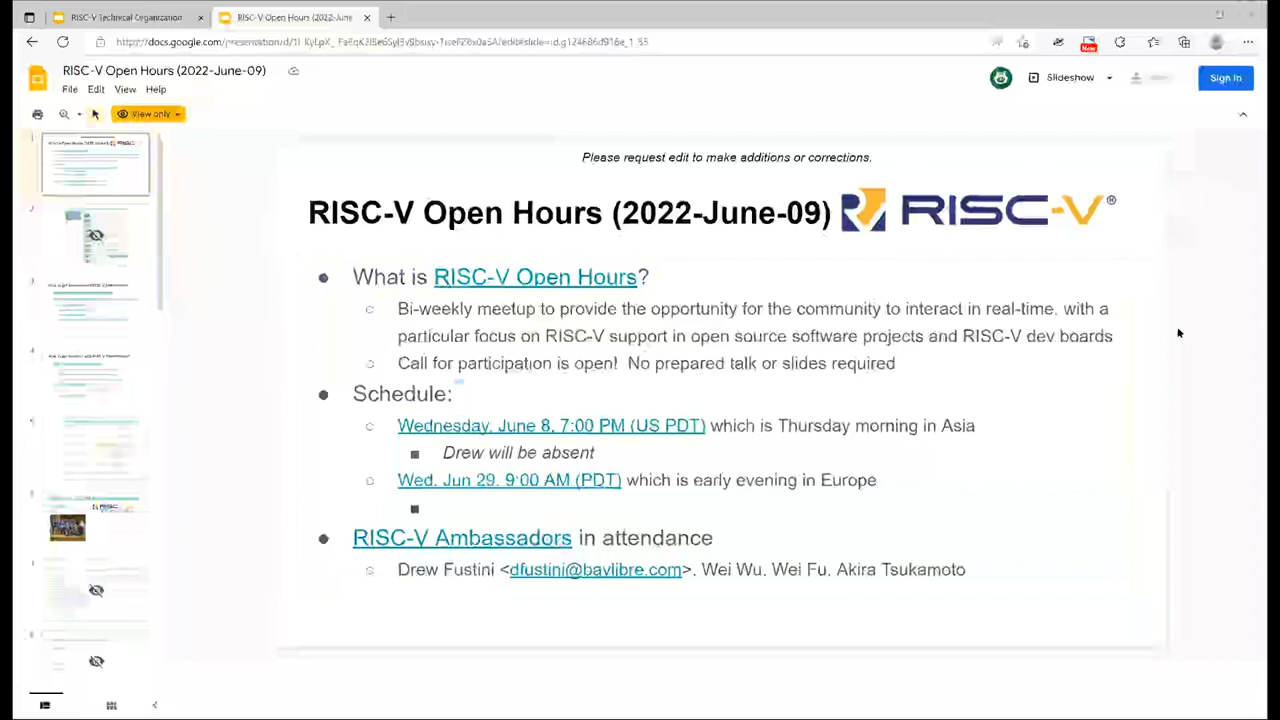 RISC-V Technical Organization
RISC-V Open Hours (2022-June
RISC-V Open Hours (2022-June-09)
File Edit View Help
Slideshow
Sign In
View only
New
Please request edit to make additions or corrections.
RISC-V Open Hours (2022-June-09) RISC-V®
What is RISC-V Open Hours?
Bi-weekly meetup to provide the opportunity for the community to interact in real-time, with a
particular focus on RISC-V support in open source software projects and RISC-V dev boards
Call for participation is open! No prepared talk or slides required
Schedule:
Wednesday, June 8, 7:00 PM (US PDT) which is Thursday morning in Asia
Drew will be absent
Wed, Jun 29, 9:00 AM (PDT) which is early evening in Europe
RISC-V Ambassadors in attendance
Drew Fustini <dfustini@baylibre.com>, Wei Wu, Wei Fu, Akira Tsukamoto